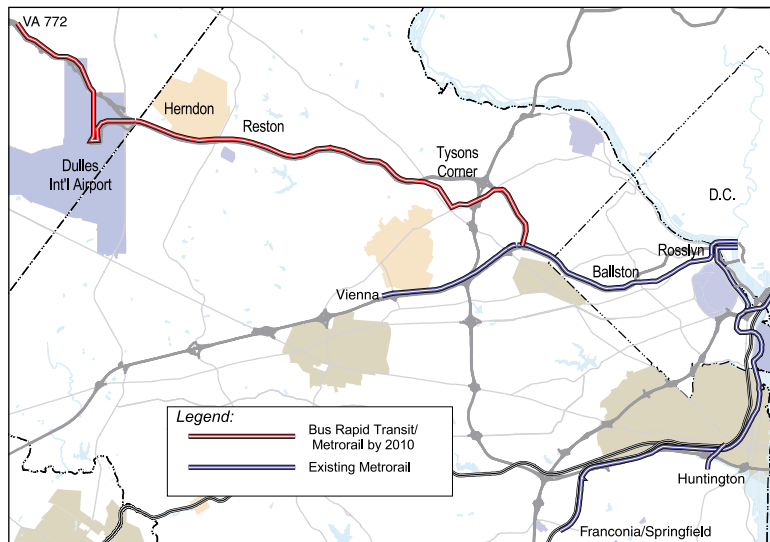 VA 772
Herndon
Reston
Tysons
Corner
Dulles
Int'l Airport
D.C.
Rosslyn
Ballston
Vienna
Legend:
Bus Rapid Transit/
Metrorail by 2010
Existing Metrorail
Huntington
Franconia/Springfield